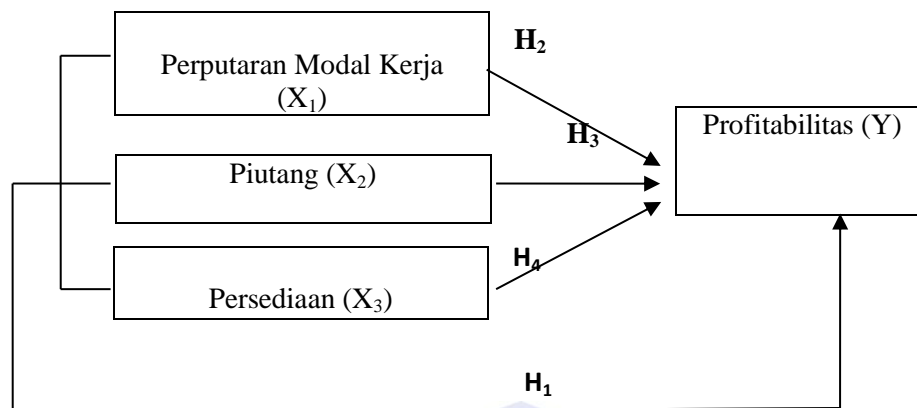 H₂
Perputaran Modal Kerja
(X₁)
Profitabilitas (Y)
H₃
Piutang (X₂)
H₄
Persediaan (X₃)
H₁